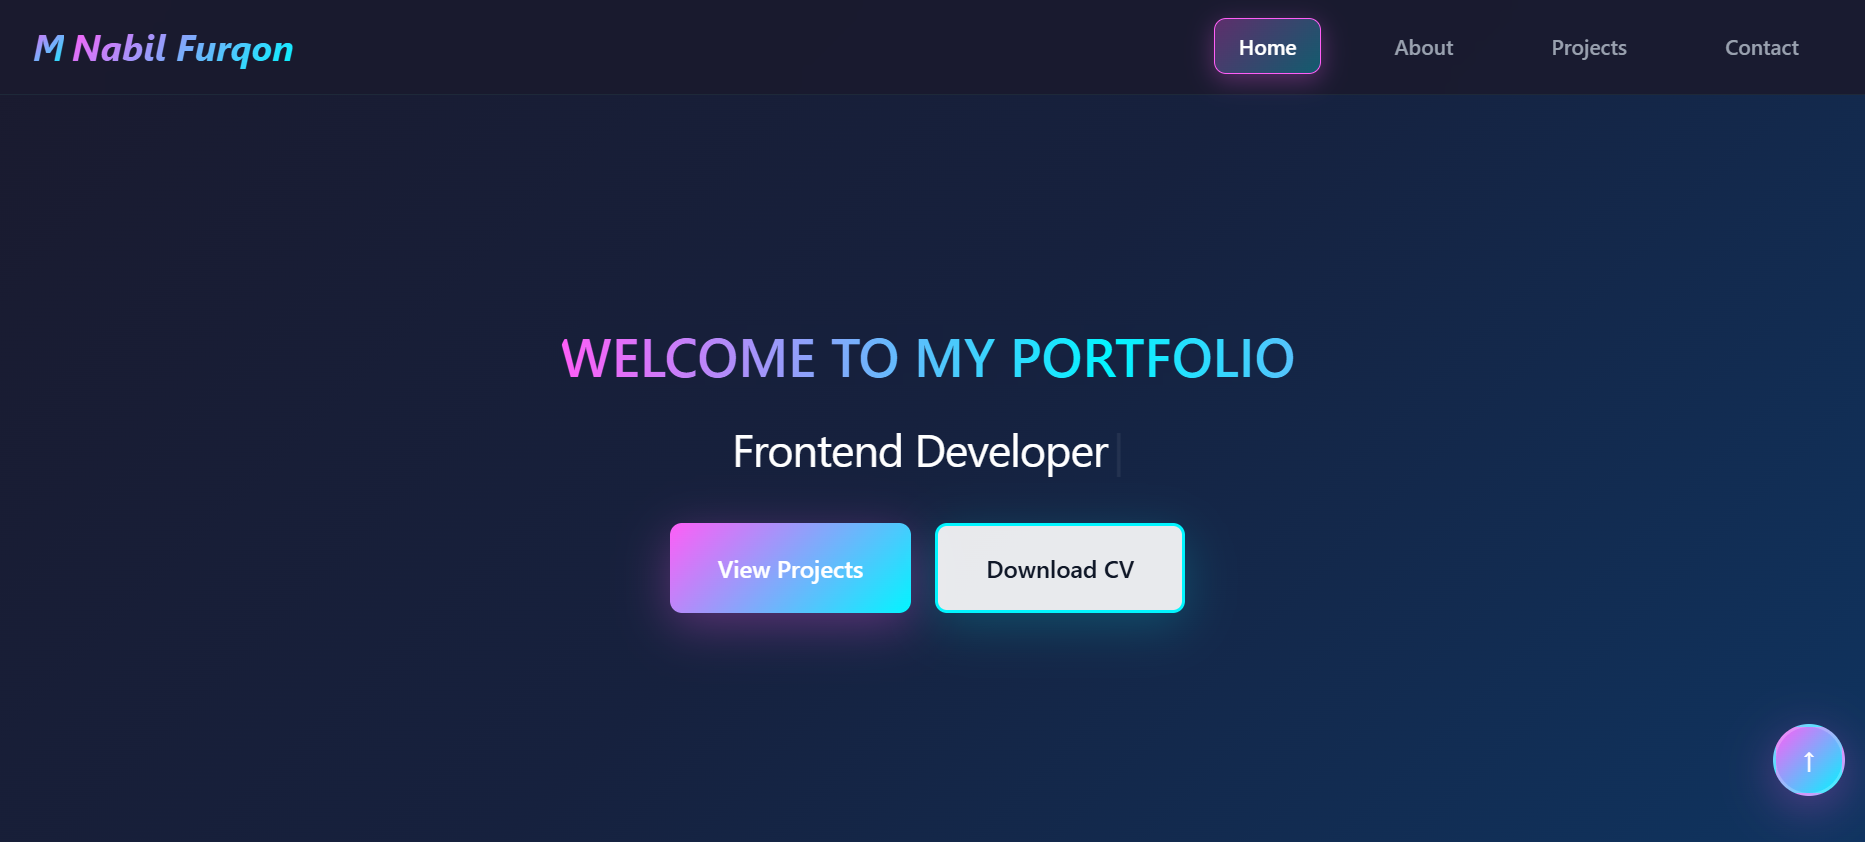 M Nabil Furqon
Home
About
Projects
Contact
WELCOME TO MY PORTFOLIO
Frontend Developer
View Projects
Download CV
↑